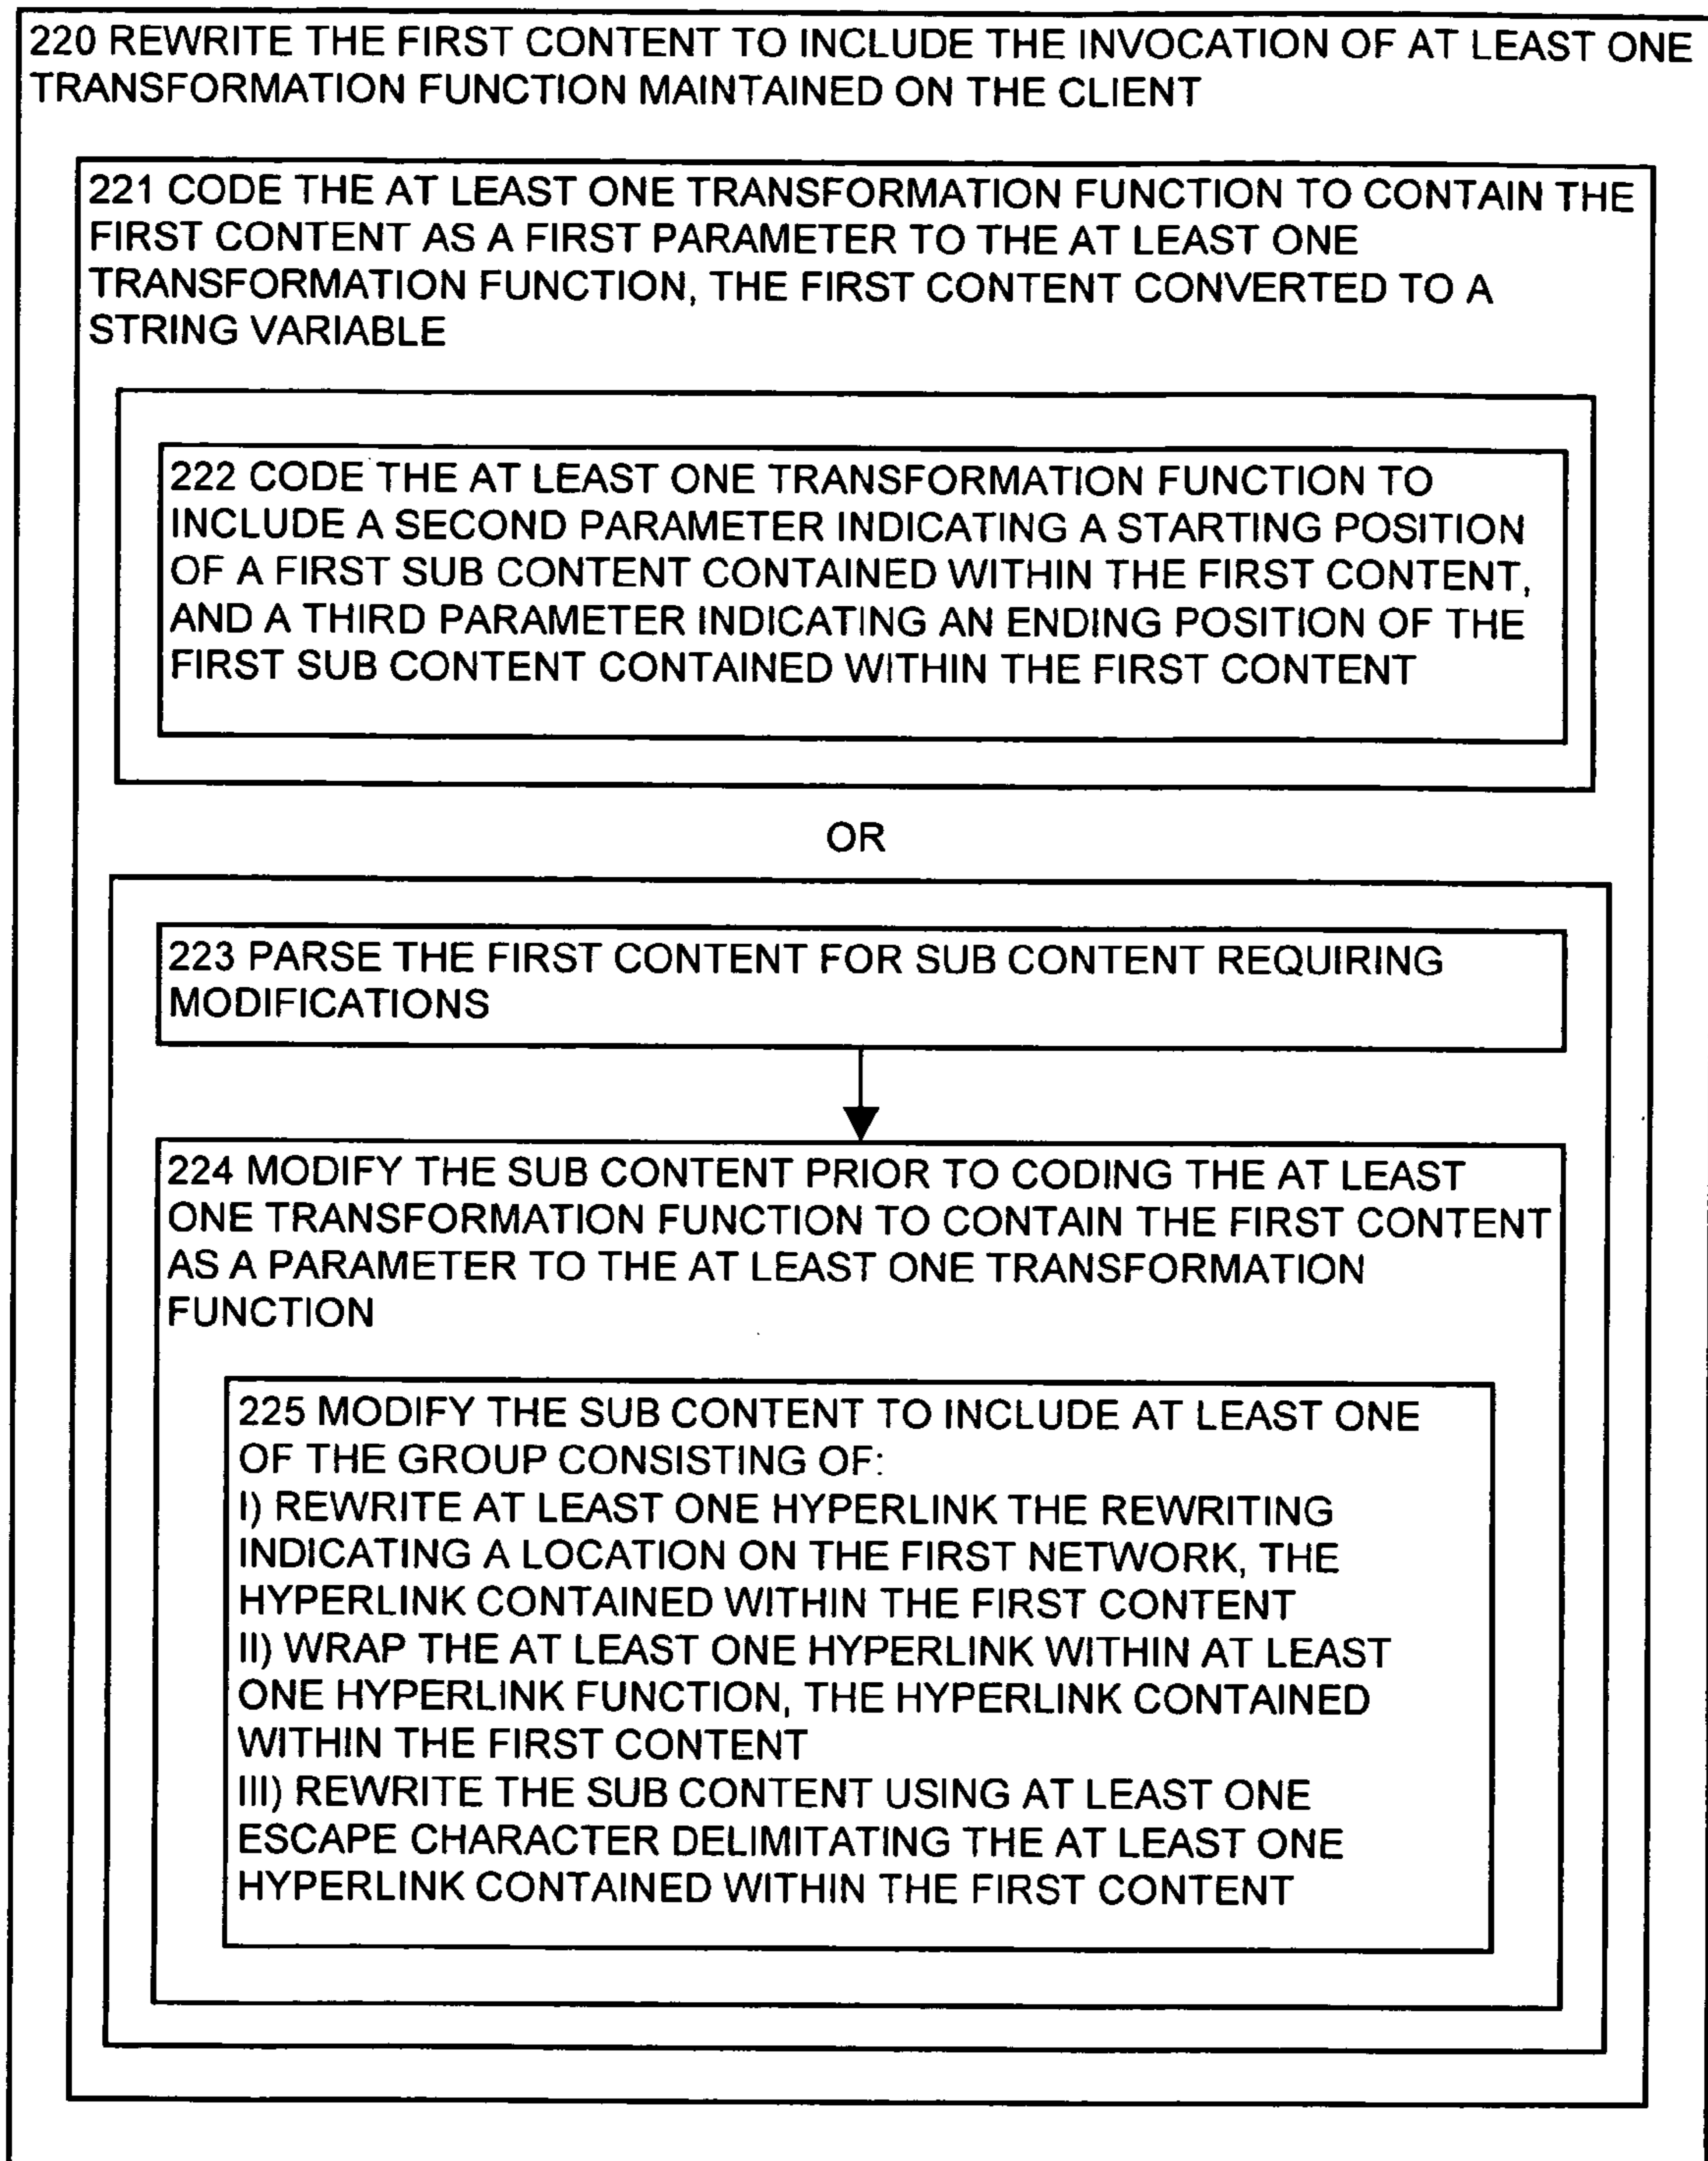 220 REWRITE THE FIRST CONTENT TO INCLUDE THE INVOCATION OF AT LEAST ONE
TRANSFORMATION FUNCTION MAINTAINED ON THE CLIENT
221 CODE THE AT LEAST ONE TRANSFORMATION FUNCTION TO CONTAIN THE
FIRST CONTENT AS A FIRST PARAMETER TO THE AT LEAST ONE
TRANSFORMATION FUNCTION, THE FIRST CONTENT CONVERTED TO A
STRING VARIABLE
222 CODE THE AT LEAST ONE TRANSFORMATION FUNCTION TO
INCLUDE A SECOND PARAMETER INDICATING A STARTING POSITION
OF A FIRST SUB CONTENT CONTAINED WITHIN THE FIRST CONTENT,
AND A THIRD PARAMETER INDICATING AN ENDING POSITION OF THE
FIRST SUB CONTENT CONTAINED WITHIN THE FIRST CONTENT
OR
223 PARSE THE FIRST CONTENT FOR SUB CONTENT REQUIRING
MODIFICATIONS
224 MODIFY THE SUB CONTENT PRIOR TO CODING THE AT LEAST
ONE TRANSFORMATION FUNCTION TO CONTAIN THE FIRST CONTENT
AS A PARAMETER TO THE AT LEAST ONE TRANSFORMATION
FUNCTION
225 MODIFY THE SUB CONTENT TO INCLUDE AT LEAST ONE
OF THE GROUP CONSISTING OF:
I) REWRITE AT LEAST ONE HYPERLINK THE REWRITING
INDICATING A LOCATION ON THE FIRST NETWORK, THE
HYPERLINK CONTAINED WITHIN THE FIRST CONTENT
II) WRAP THE AT LEAST ONE HYPERLINK WITHIN AT LEAST
ONE HYPERLINK FUNCTION, THE HYPERLINK CONTAINED
WITHIN THE FIRST CONTENT
III) REWRITE THE SUB CONTENT USING AT LEAST ONE
ESCAPE CHARACTER DELIMITATING THE AT LEAST ONE
HYPERLINK CONTAINED WITHIN THE FIRST CONTENT